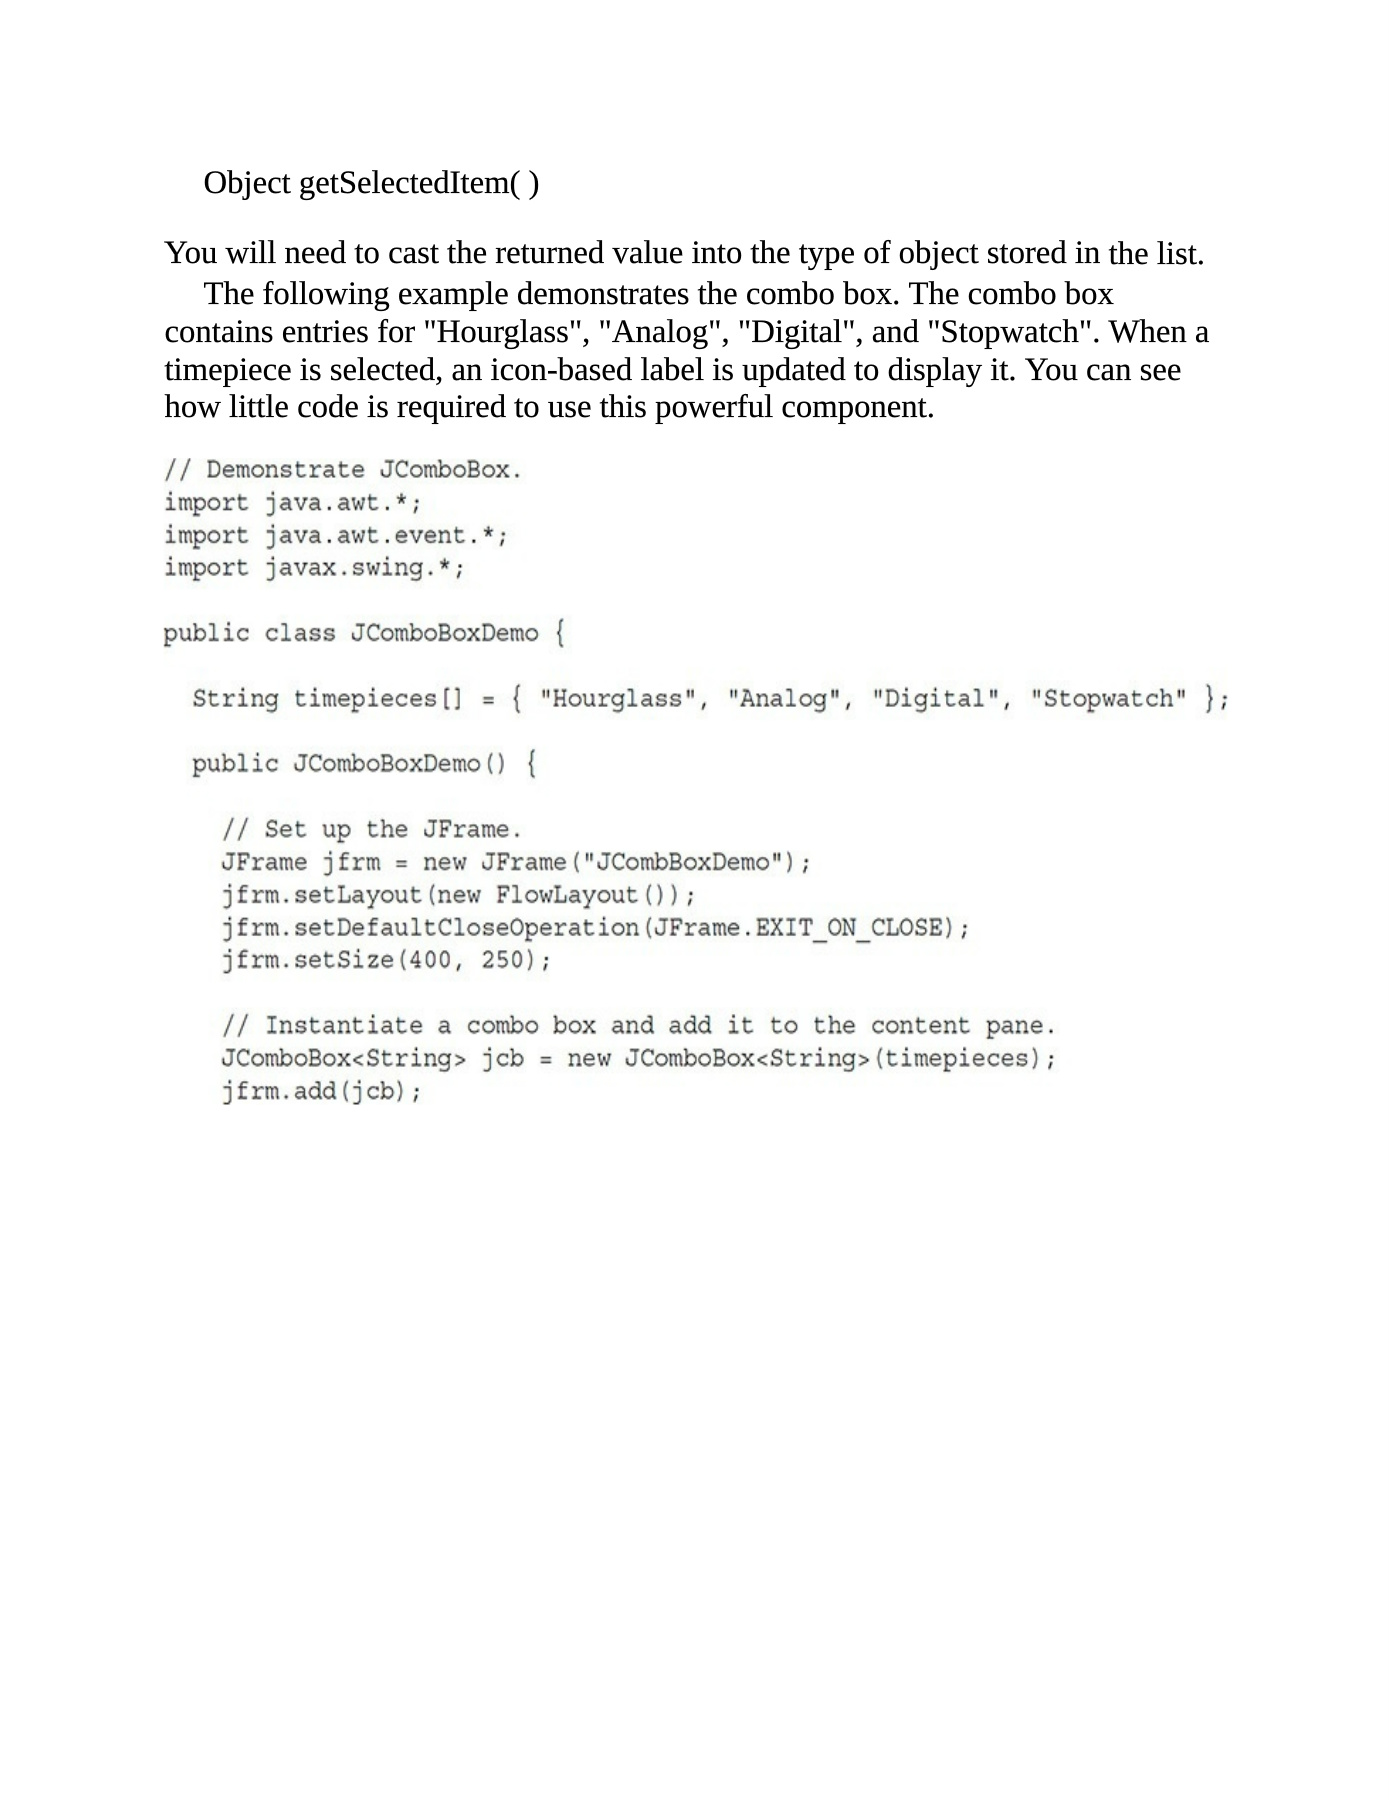 Object getSelectedItem( )
You will need to cast the returned value into the type of object stored in the list.
The following example demonstrates the combo box. The combo box
contains entries for "Hourglass", "Analog", "Digital", and "Stopwatch". When a
timepiece is selected, an icon-based label is updated to display it. You can see
how little code is required to use this powerful component.
// Demonstrate JComboBox.
import java.awt.*;
import java.awt.event.*;
import javax.swing.*;
public class JComboBoxDemo {
String timepieces[] = { "Hourglass", "Analog", "Digital", "Stopwatch" };
public JComboBoxDemo() {
// Set up the JFrame.
JFrame jfrm = new JFrame("JCombBoxDemo");
jfrm.setLayout(new FlowLayout());
jfrm.setDefaultCloseOperation(JFrame.EXIT_ON_CLOSE);
jfrm.setSize(400, 250);
// Instantiate a combo box and add it to the content pane.
JComboBox<String> jcb = new JComboBox<String>(timepieces);
jfrm.add(jcb);